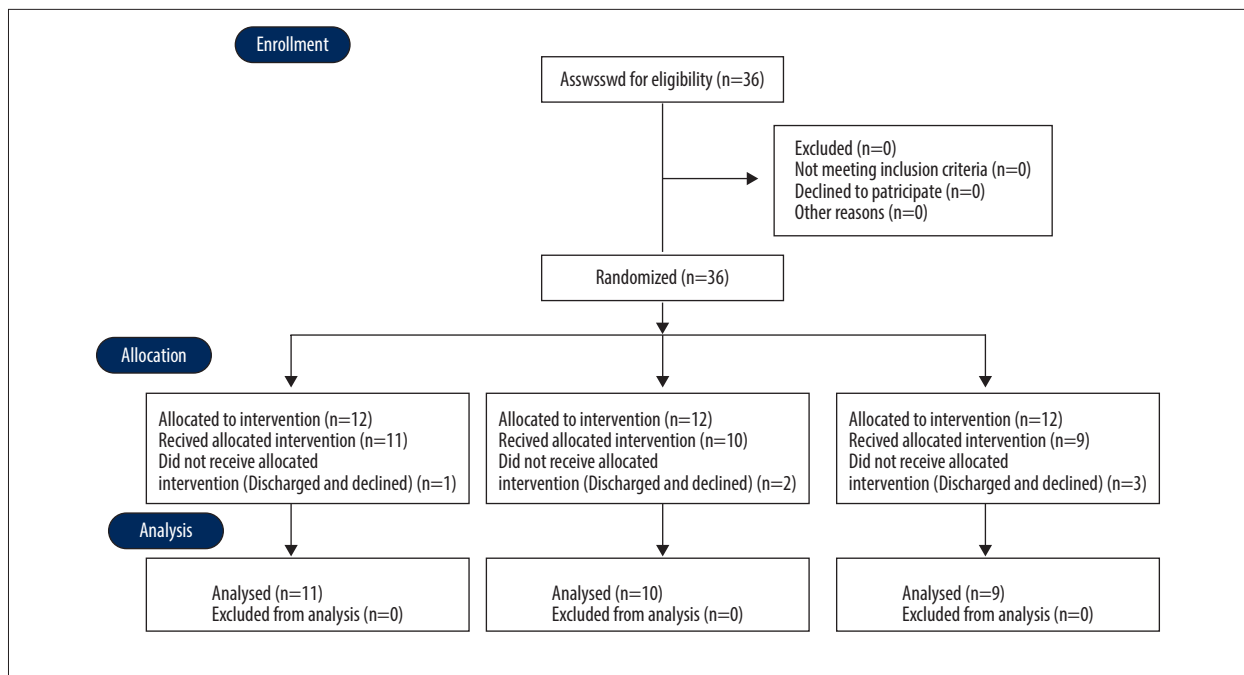 Enrollment
Asswsswd for eligibility (n=36)
Excluded (n=0)
Not meeting inclusion criteria (n=0)
Declined to patricipate (n=0)
Other reasons (n=0)
Randomized (n=36)
Allocation
Allocated to intervention (n=12)
Recived allocated intervention (n=11)
Did not receive allocated
intervention (Discharged and declined) (n=1)
Allocated to intervention (n=12)
Recived allocated intervention (n=10)
Did not receive allocated
intervention (Discharged and declined) (n=2)
Allocated to intervention (n=12)
Recived allocated intervention (n=9)
Did not receive allocated
intervention (Discharged and declined) (n=3)
Analysis
Analysed (n=11)
Excluded from analysis (n=0)
Analysed (n=10)
Excluded from analysis (n=0)
Analysed (n=9)
Excluded from analysis (n=0)